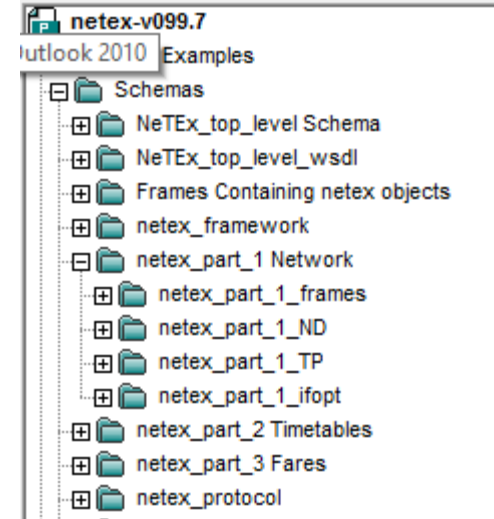 netex-v099.7
utlook 2010 Examples
Schemas
NeTEx_top_level Schema
NeTEx_top_level_wsdl
Frames Containing netex objects
netex_framework
netex_part_1 Network
netex_part_1_frames
netex_part_1_ND
netex_part_1_TP
netex_part_1_ifopt
netex_part_2 Timetables
netex_part_3 Fares
netex_protocol